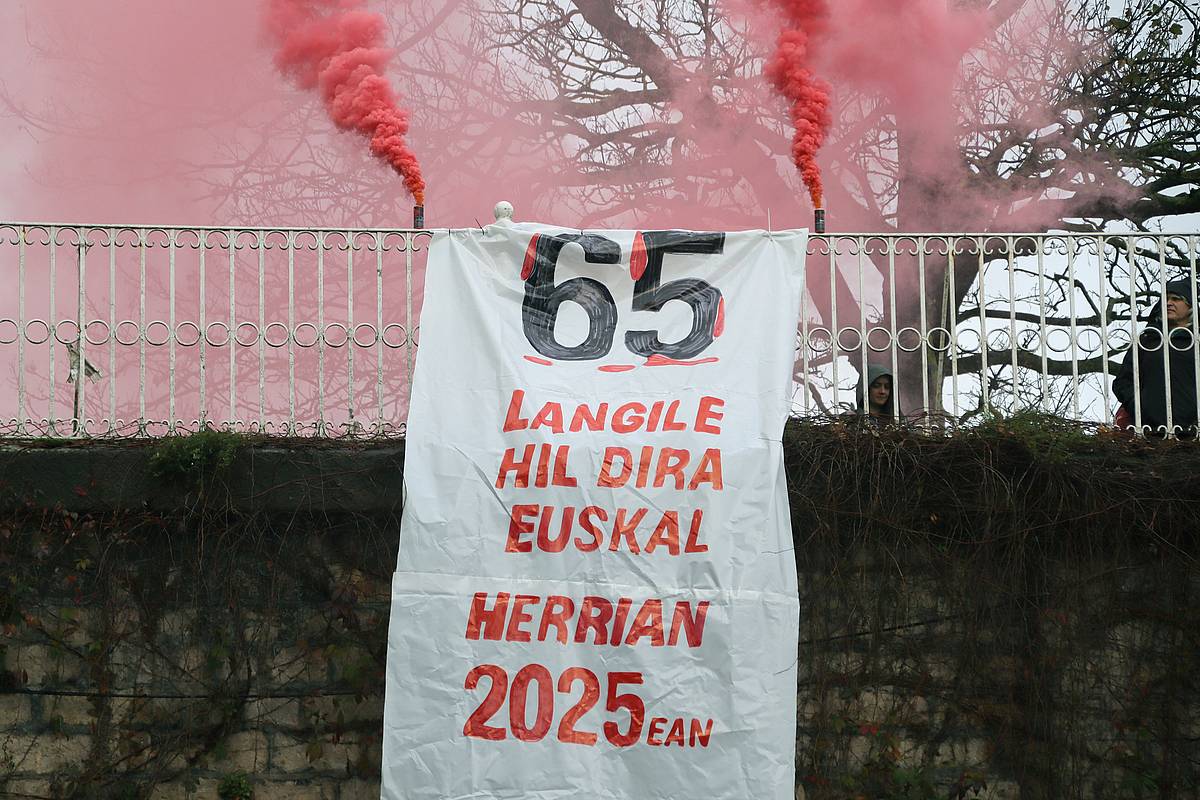 65
LANGILE
HIL DIRA
EUSKAL
HERRIAN
2025EAN